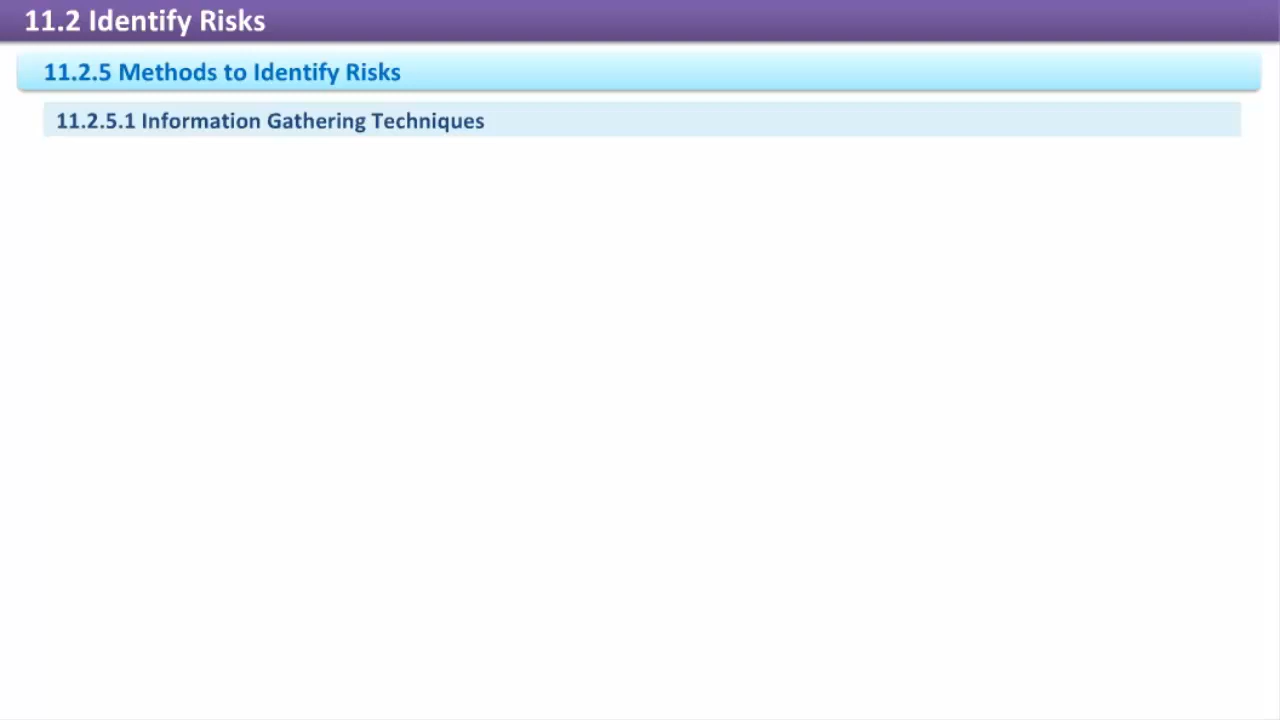 11.2 Identify Risks
11.2.5 Methods to Identify Risks
11.2.5.1 Information Gathering Techniques